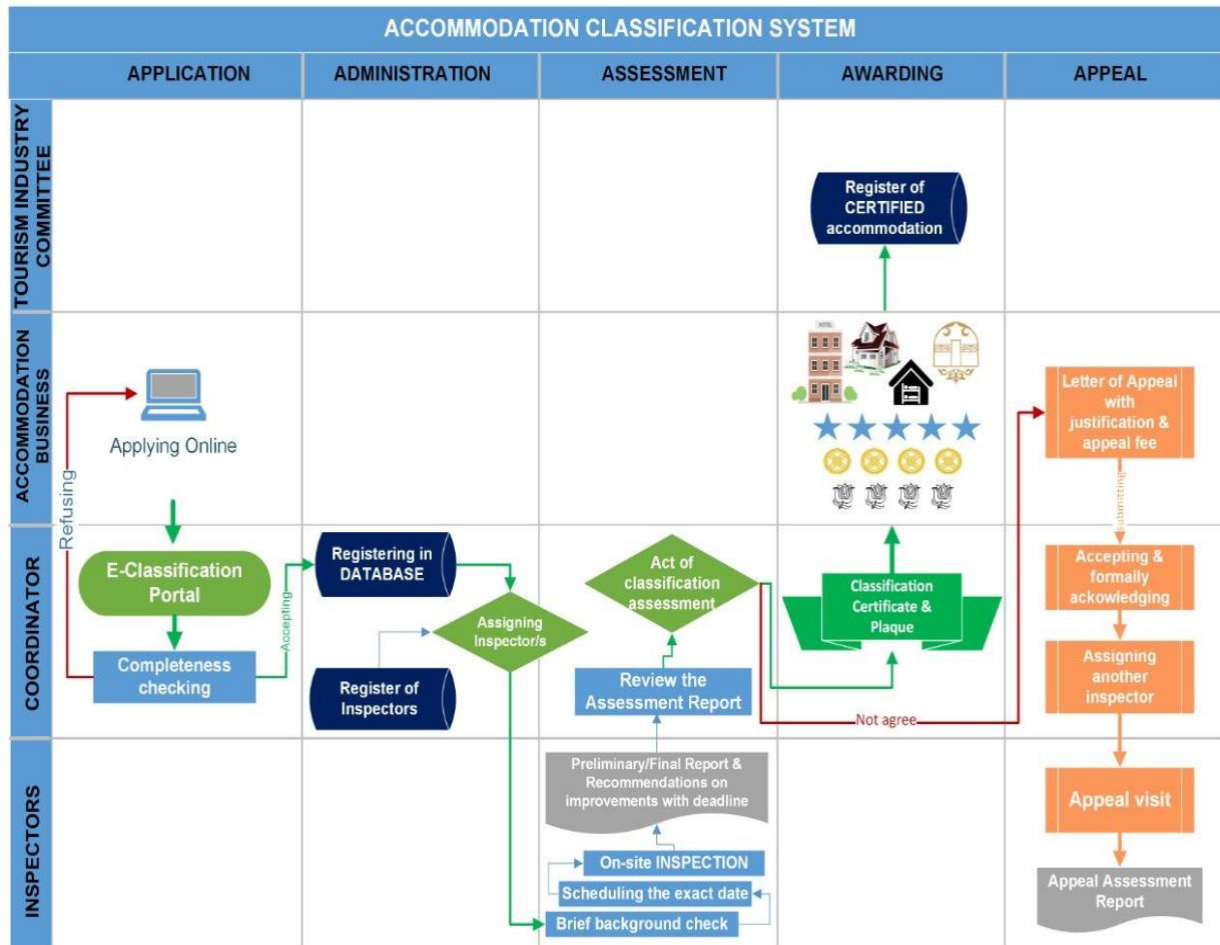 ACCOMMODATION CLASSIFICATION SYSTEM
APPLICATION
ADMINISTRATION
ASSESSMENT
AWARDING
APPEAL
TOURISM INDUSTRY
COMMITTEE
Register of
CERTIFIED
accommodation
ACCOMMODATION
BUSINESS
Applying Online
HOTEL
Letter of Appeal
with
justification &
appeal fee
Refusing
Submitting
COORDINATOR
E-Classification
Portal
Completeness
checking
Accepting
Registering in
DATABASE
Assigning
Inspector/s
Register of
Inspectors
Act of
classification
assessment
Review the
Assessment Report
Classification
Certificate &
Plaque
Not agree
Accepting &
formally
ackowledging
Assigning
another
inspector
INSPECTORS
Preliminary/Final Report &
Recommendations on
improvements with deadline
On-site INSPECTION
Scheduling the exact date
Brief background check
Appeal visit
Appeal Assessment
Report